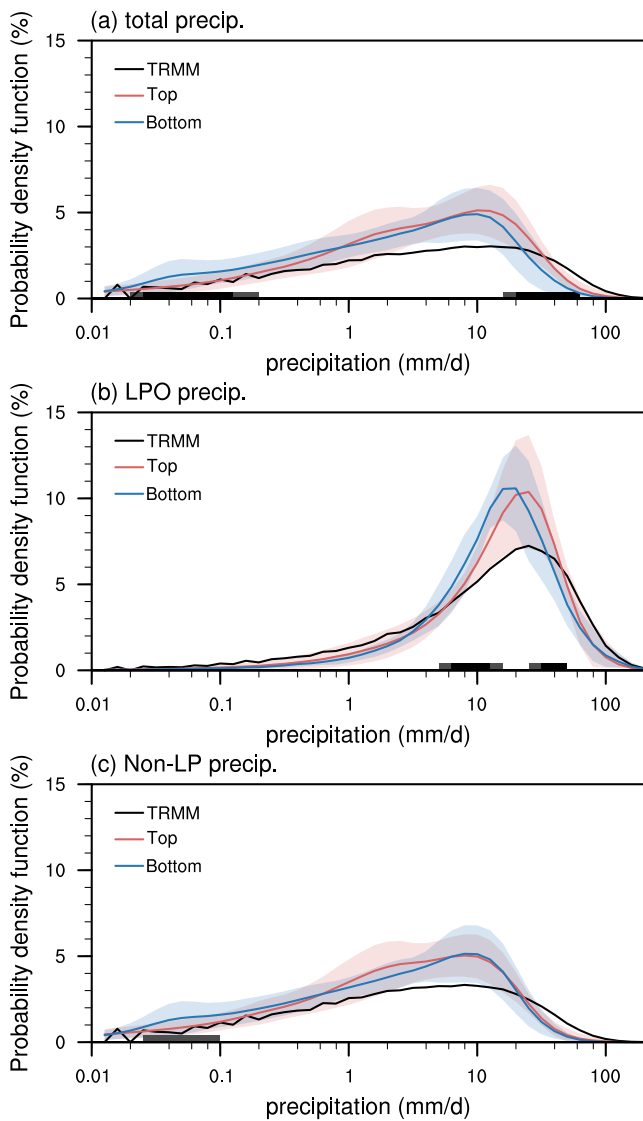 (a) total precip.
Probability density function (%)
15
10
5
0
TRMM
Top
Bottom
0.01 0.1 1 10 100
precipitation (mm/d)
(b) LPO precip.
Probability density function (%)
15
10
5
0
TRMM
Top
Bottom
0.01 0.1 1 10 100
precipitation (mm/d)
(c) Non-LP precip.
Probability density function (%)
15
10
5
0
TRMM
Top
Bottom
0.01 0.1 1 10 100
precipitation (mm/d)